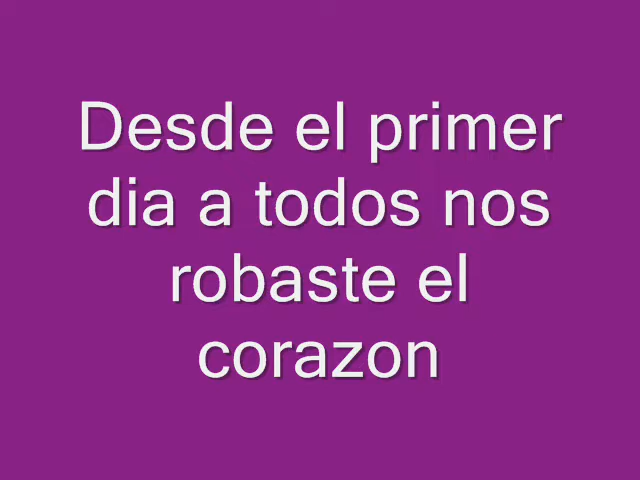 Desde el primer
dia a todos nos
robaste el
corazon